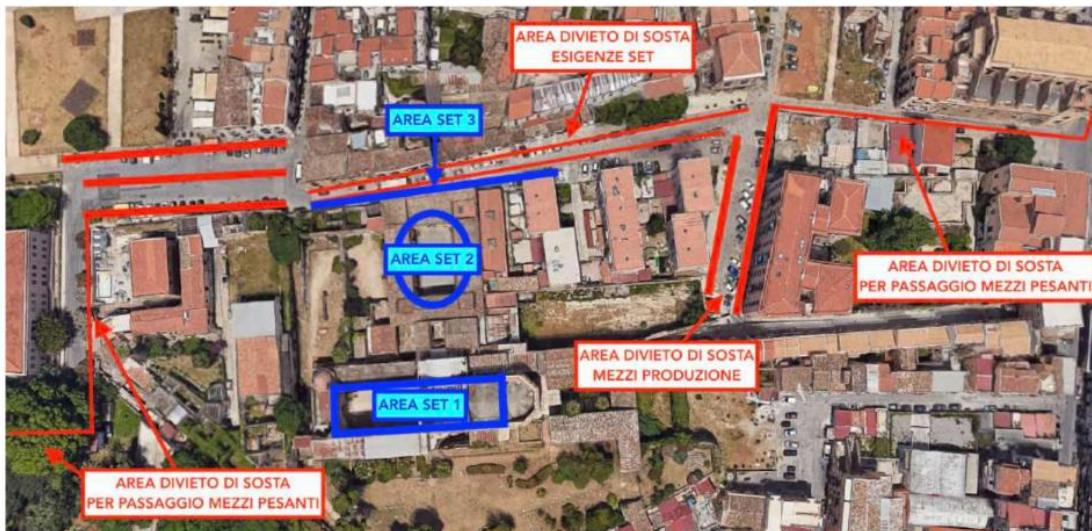 AREA DIVIETO DI SOSTA
ESIGENZE SET
AREA SET 3
AREA SET 2
AREA DIVIETO DI SOSTA
PER PASSAGGIO MEZZI PESANTI
AREA DIVIETO DI SOSTA
MEZZI PRODUZIONE
AREA SET 1
AREA DIVIETO DI SOSTA
PER PASSAGGIO MEZZI PESANTI